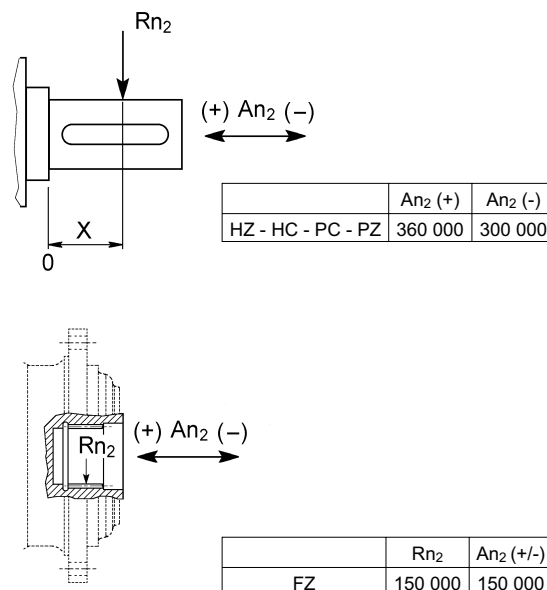 Rn₂
(+) An₂ (−)
X
0
An₂ (+) An₂ (-)
HZ - HC - PC - PZ 360 000 300 000
(+) An₂ (−)
Rn₂
Rn₂ An₂ (+/-)
FZ 150 000 150 000